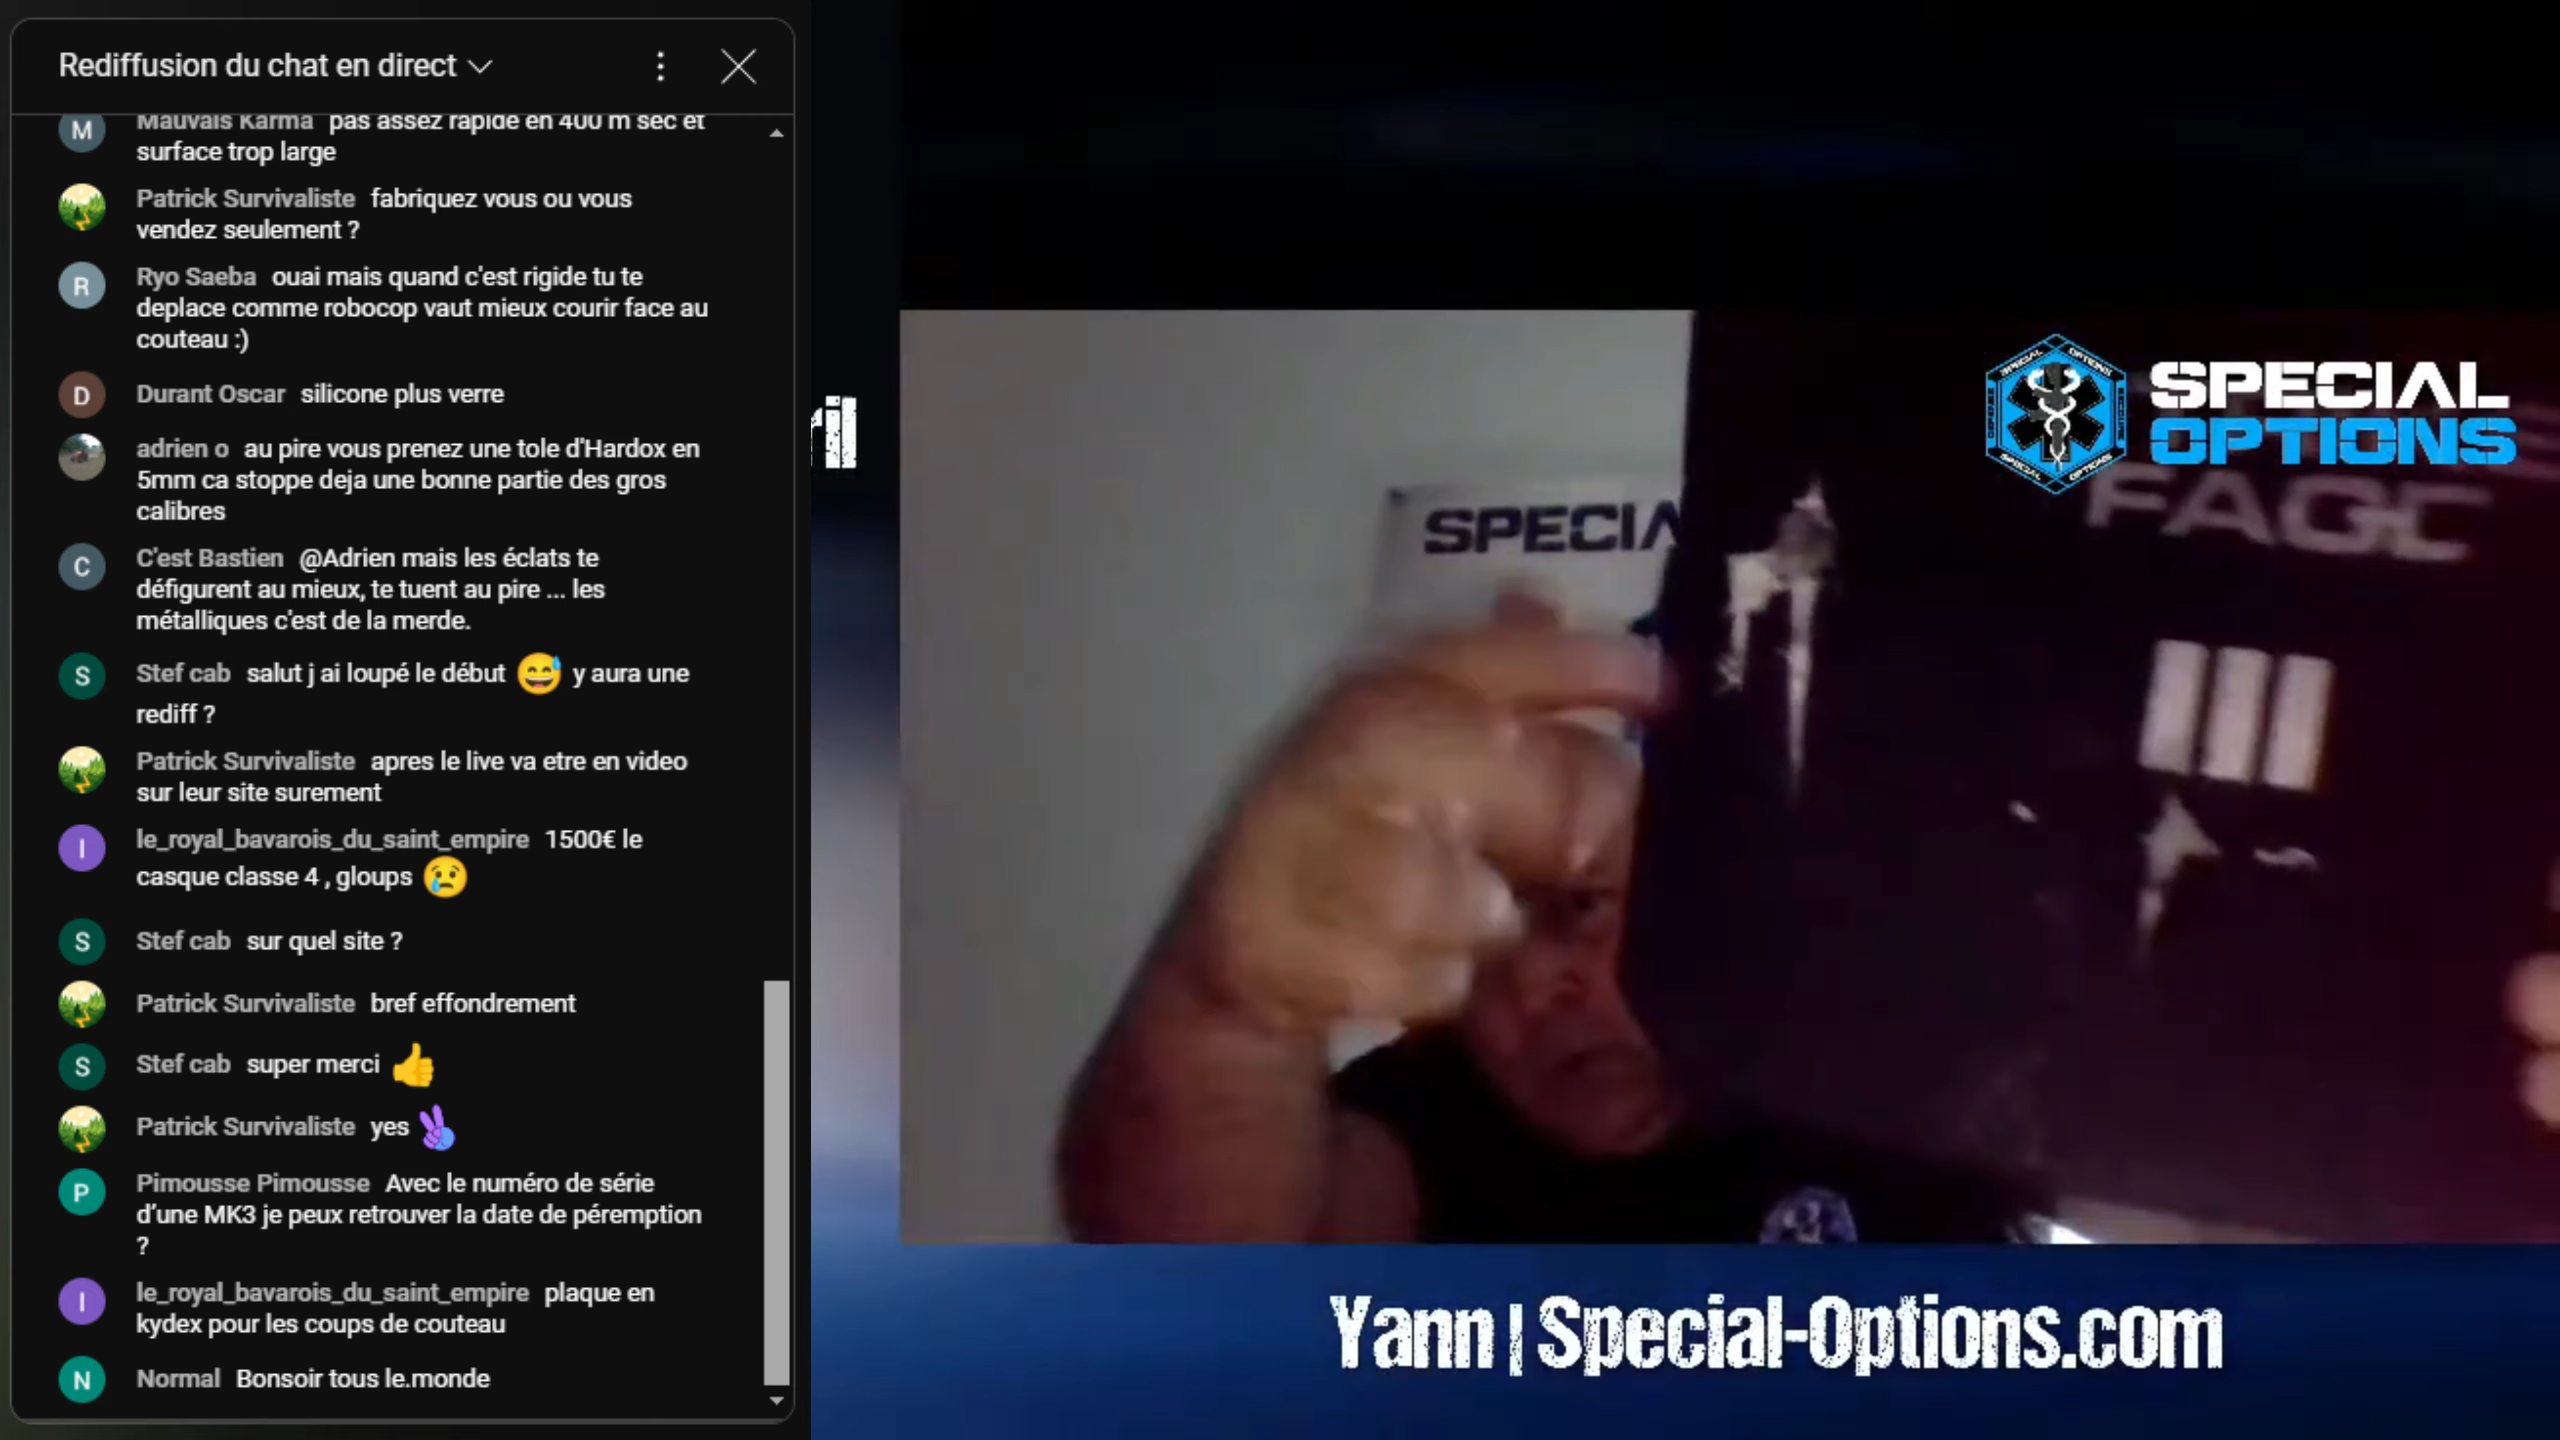 Rediffusion du chat en direct
M Mauvais Karma pas assez rapide en 400 m sec et
surface trop large
Patrick Survivaliste fabriquez vous ou vous
vendez seulement ?
R Ryo Saeba ouai mais quand c'est rigide tu te
deplace comme robocop vaut mieux courir face au
couteau :)
D Durant Oscar silicone plus verre
adrien o au pire vous prenez une tole d'Hardox en
5mm ca stoppe deja une bonne partie des gros
calibres
C C'est Bastien @Adrien mais les éclats te
défigurent au mieux, te tuent au pire ... les
métalliques c'est de la merde.
S Stef cab salut j ai loupé le début 😅 y aura une
rediff ?
Patrick Survivaliste apres le live va etre en video
sur leur site surement
l le_royal_bavarois_du_saint_empire 1500€ le
casque classe 4 , gloups 😢
S Stef cab sur quel site ?
Patrick Survivaliste bref effondrement
S Stef cab super merci 👍
Patrick Survivaliste yes
P Pimousse Pimousse Avec le numéro de série
d'une MK3 je peux retrouver la date de péremption
?
l le_royal_bavarois_du_saint_empire plaque en
kydex pour les coups de couteau
N Normal Bonsoir tous le.monde
ril
SPECIAL
OPTIONS
SPECIAL OPTIONS
SPECIAL OPTIONS
FACE
SPECIA
III
Yann | Special-Options.com